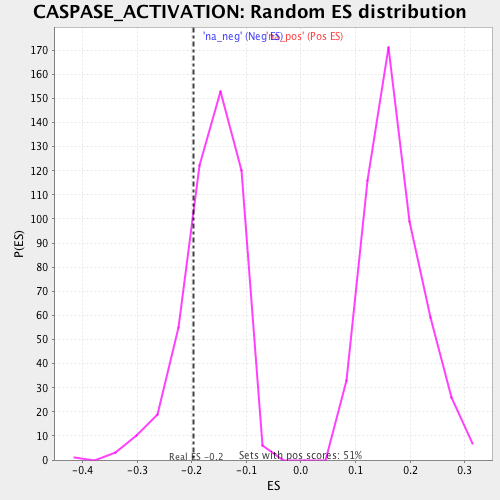 CASPASE_ACTIVATION: Random ES distribution
'na_neg' (Neg ES)
'na_pos' (Pos ES)
170
160
150
140
130
120
110
100
90
80
70
60
50
40
30
20
10
0
P(ES)
Real ES -0.2
Sets with pos scores: 51%
-0.4 -0.3 -0.2 -0.1 0.0 0.1 0.2 0.3
ES